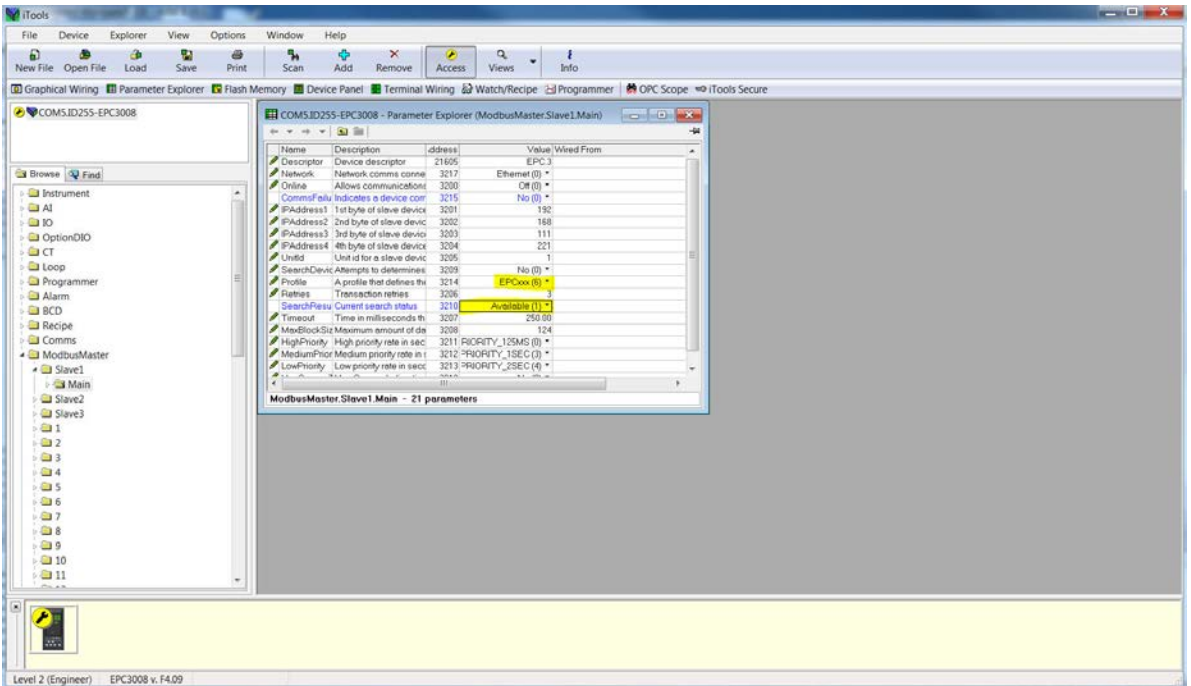 iTools
File Device Explorer View Options Window Help
New File Open File Load Save Print Scan Add Remove Access Views Info
Graphical Wiring Parameter Explorer Flash Memory Device Panel Terminal Wiring Watch/Recipe Programmer OPC Scope iTools Secure
COM5.ID255-EPC3008
Browse Find
Instrument
AI
IO
OptionDIO
CT
Loop
Programmer
Alarm
BCD
Recipe
Comms
ModbusMaster
Slave1
Main
Slave2
Slave3
1
2
3
4
5
6
7
8
9
10
11
COM5.ID255-EPC3008 - Parameter Explorer (ModbusMaster.Slave1.Main)
Name Description ddress Value Wired From
Descriptor Device descriptor 21605 EPC.3
Network Network comms conne 3217 Ethernet (0)
Online Allows communications 3200 Off (0)
CommsFailu Indicates a device com 3215 No (0)
IPAddress1 1st byte of slave device 3201 192
IPAddress2 2nd byte of slave devic 3202 168
IPAddress3 3rd byte of slave devic 3203 111
IPAddress4 4th byte of slave device 3204 221
UnitId Unit id for a slave devic 3205 1
SearchDevic Attempts to determines 3209 No (0)
Profile A profile that defines the 3214 EPCxxx (6)
Retries Transaction retries 3206 3
SearchResu Current search status 3210 Available (1)
Timeout Time in milliseconds th 3207 250.00
MaxBlockSiz Maximum amount of da 3208 124
HighPriority High priority rate in sec 3211 RIORITY_125MS (0)
MediumPrior Medium priority rate in s 3212 PRIORITY_1SEC (3)
LowPriority Low priority rate in seco 3213 PRIORITY_2SEC (4)
ModbusMaster.Slave1.Main - 21 parameters
Level 2 (Engineer) EPC3008 v. F4.09